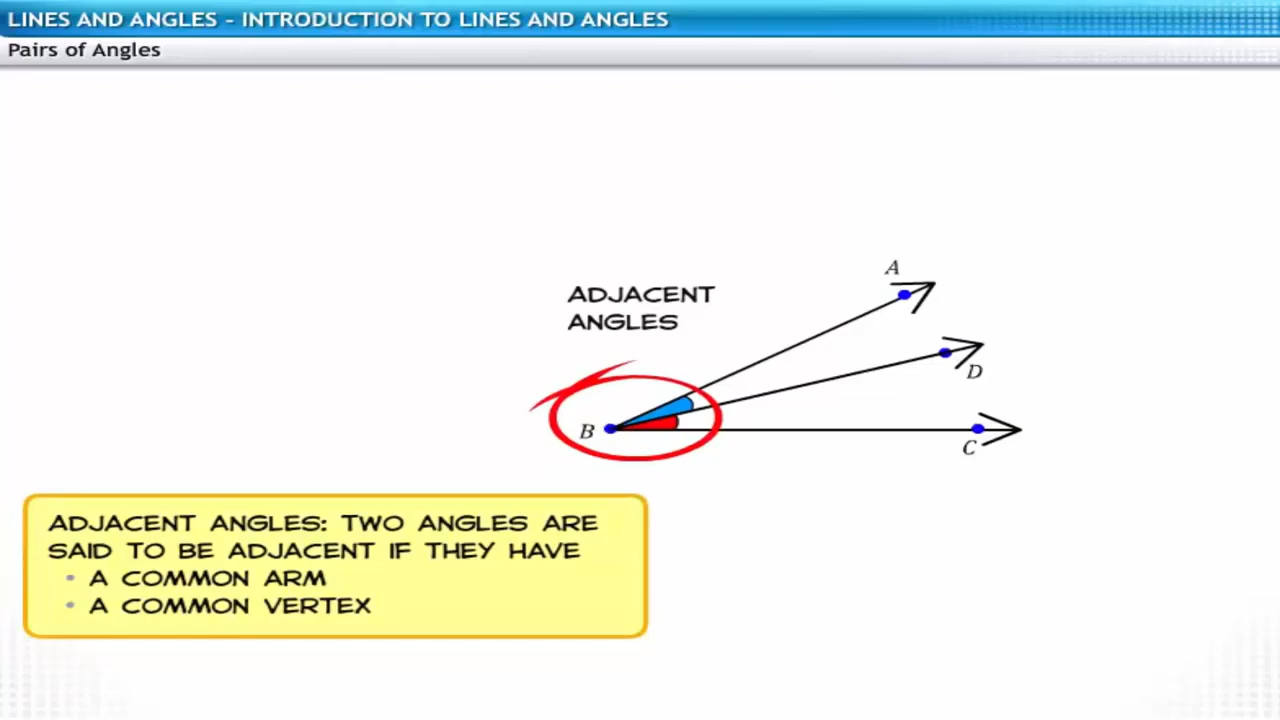 LINES AND ANGLES - INTRODUCTION TO LINES AND ANGLES
Pairs of Angles
A
ADJACENT
ANGLES
D
B
C
ADJACENT ANGLES: TWO ANGLES ARE
SAID TO BE ADJACENT IF THEY HAVE
• A COMMON ARM
• A COMMON VERTEX